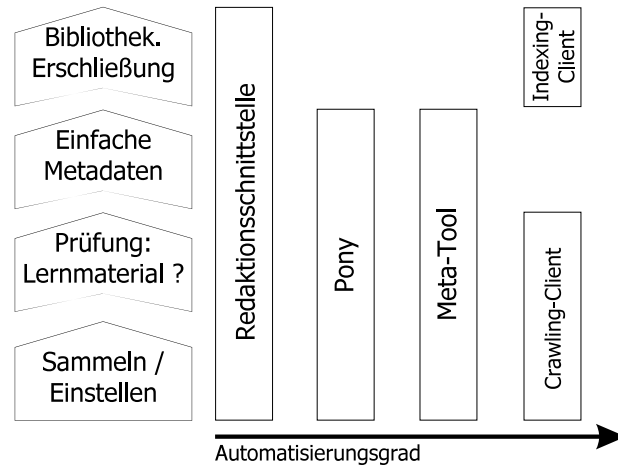 Bibliothek.
Erschließung
Einfache
Metadaten
Prüfung:
Lernmaterial ?
Sammeln /
Einstellen
Redaktionsschnittstelle
Pony
Meta-Tool
Indexing-
Client
Crawling-Client
Automatisierungsgrad